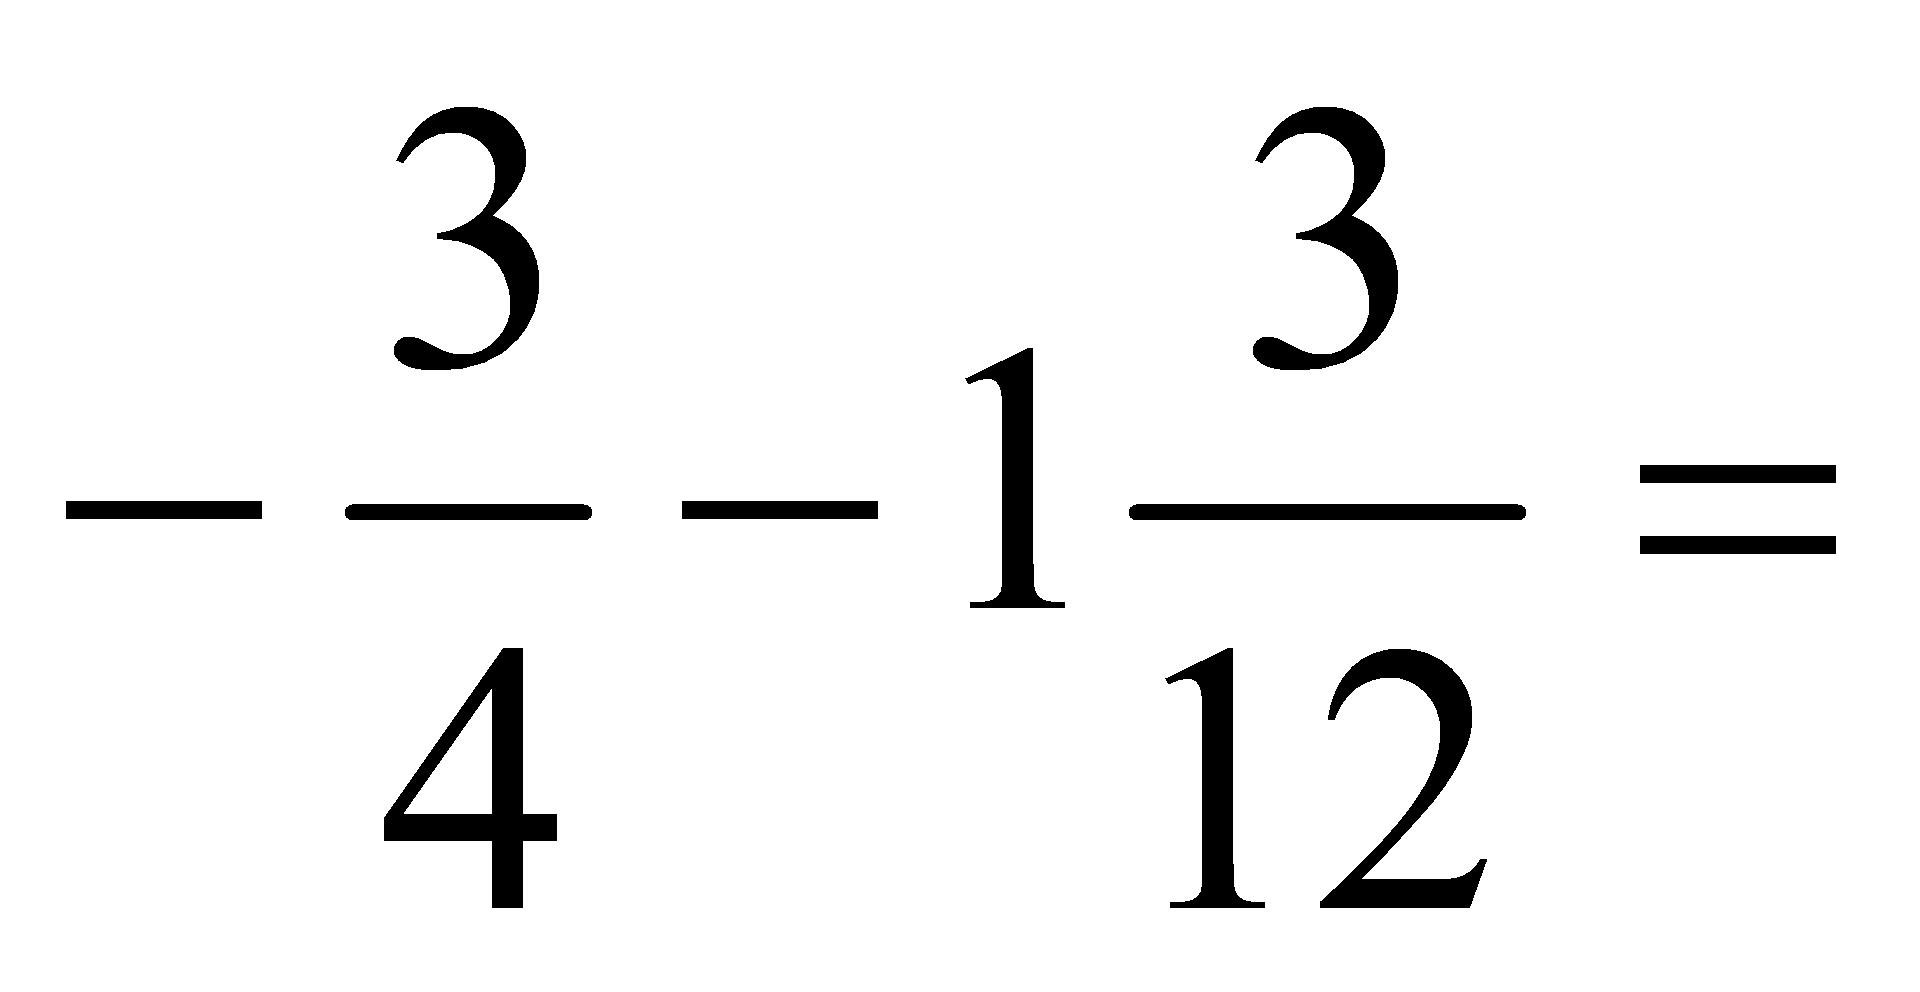 − 3/4 − 1 3/12 =